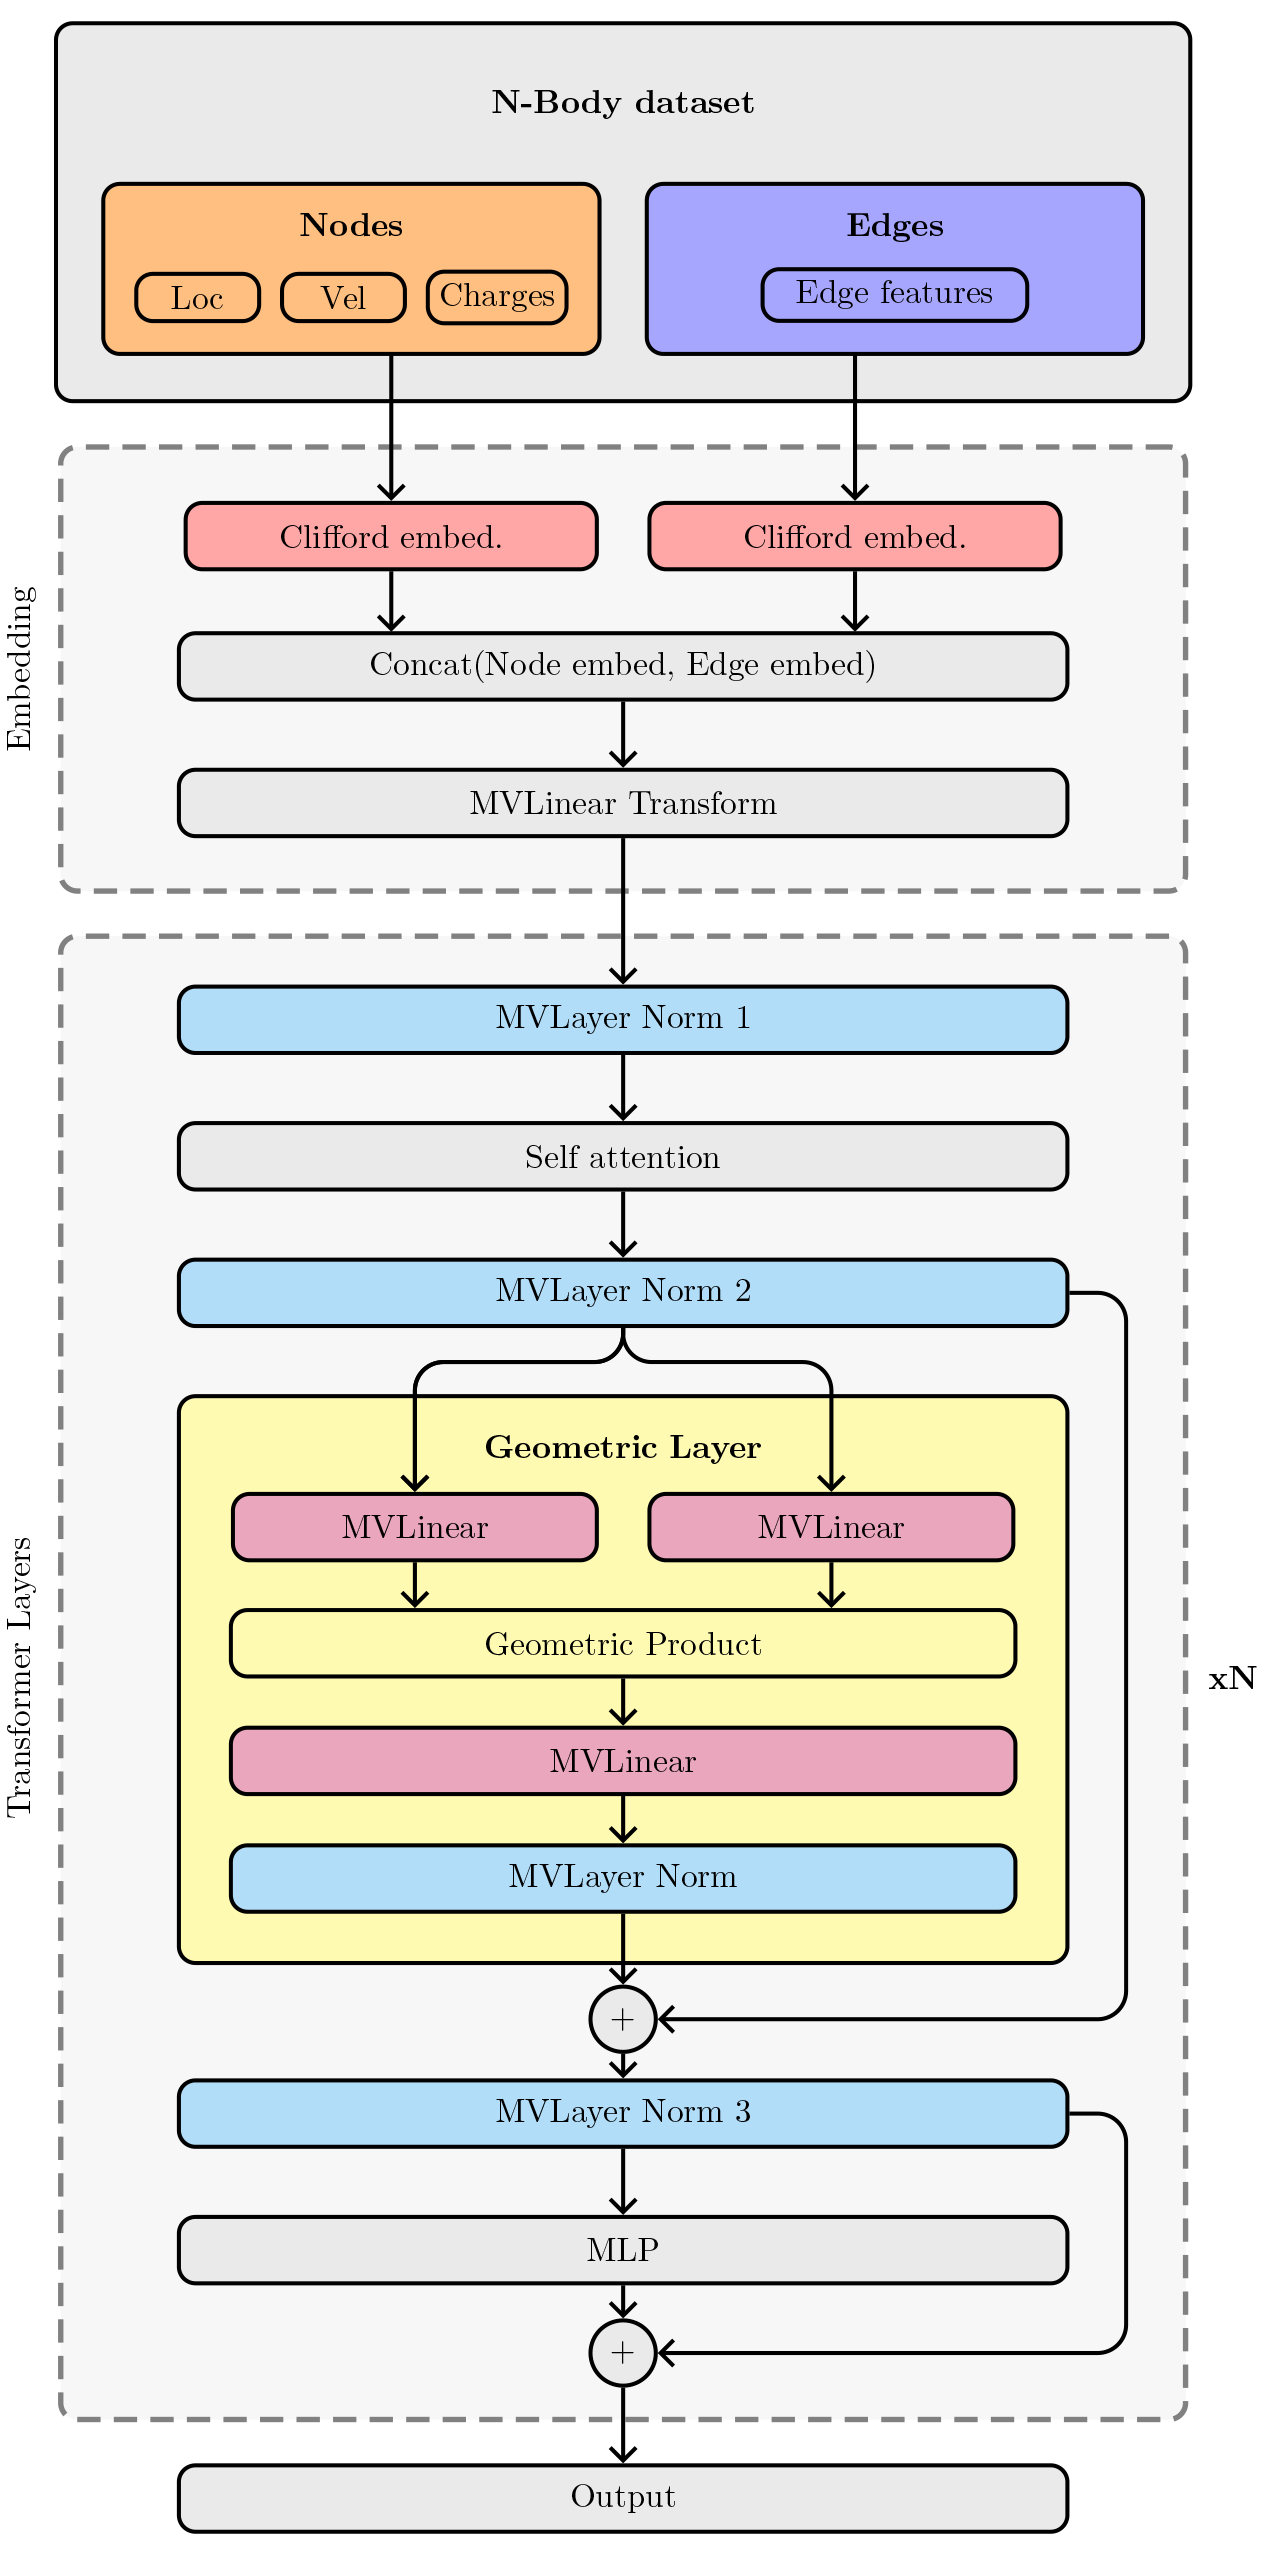 N-Body dataset
Nodes
Edges
Loc
Vel
Charges
Edge features
Embedding
Clifford embed.
Clifford embed.
Concat(Node embed, Edge embed)
MVLinear Transform
Transformer Layers
MVLayer Norm 1
Self attention
MVLayer Norm 2
Geometric Layer
MVLinear
MVLinear
Geometric Product
xN
MVLinear
MVLayer Norm
+
MVLayer Norm 3
MLP
+
Output